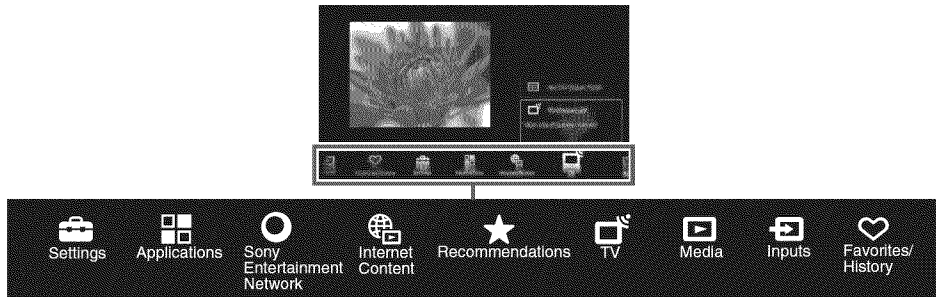 Settings
Applications
Sony
Entertainment
Network
Internet
Content
Recommendations
TV
Media
Inputs
Favorites/
History